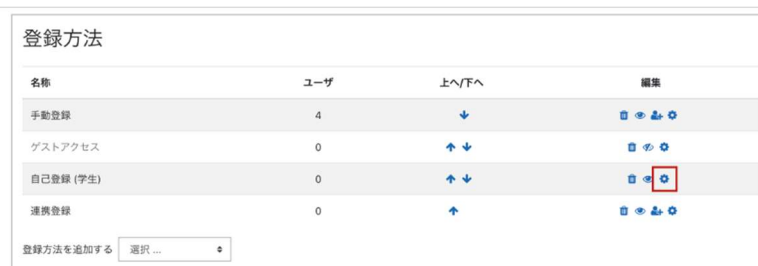 登録方法
名称 ユーザ 上へ/下へ 編集
手動登録 4
ゲストアクセス 0
自己登録 (学生) 0
連携登録 0
登録方法を追加する 選択 ...